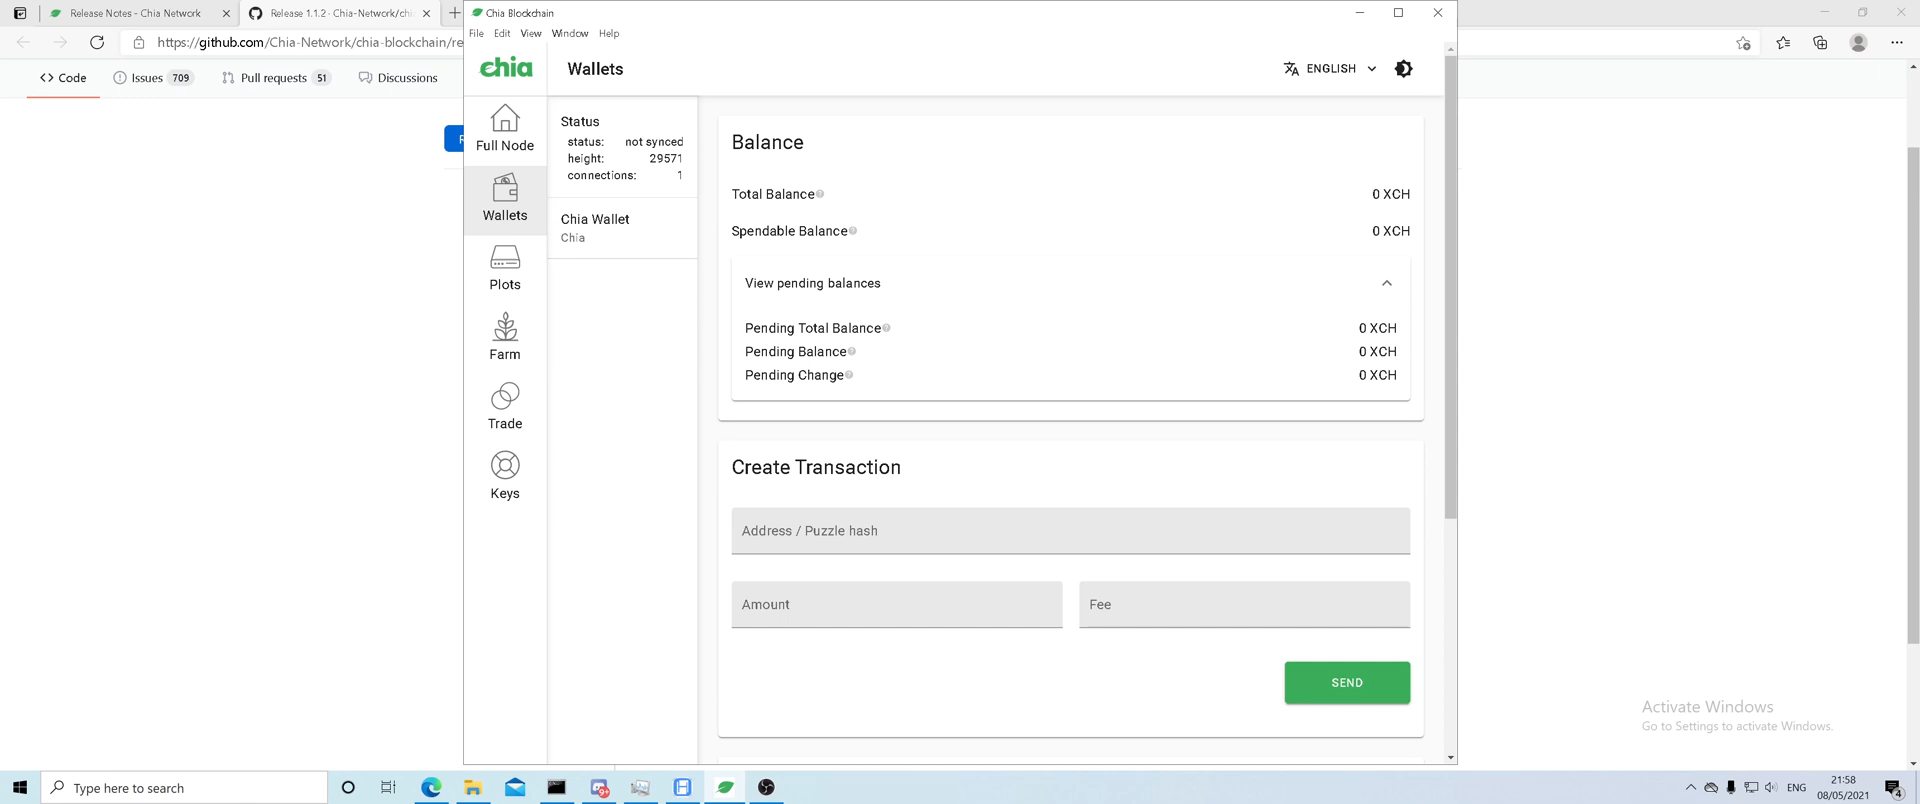 Release Notes - Chia Network
Release 1.1.2 · Chia-Network/chi
https://github.com/Chia-Network/chia-blockchain/re
Code
Issues 709
Pull requests 51
Discussions
Chia Blockchain
File Edit View Window Help
chia
Wallets
ENGLISH
Full Node
Wallets
Plots
Farm
Trade
Keys
Status
status: not synced
height: 29571
connections: 1
Chia Wallet
Chia
Balance
Total Balance 0 XCH
Spendable Balance 0 XCH
View pending balances
Pending Total Balance 0 XCH
Pending Balance 0 XCH
Pending Change 0 XCH
Create Transaction
Address / Puzzle hash
Amount
Fee
SEND
Activate Windows
Go to Settings to activate Windows.
Type here to search
9+
ENG
21:58
08/05/2021
4